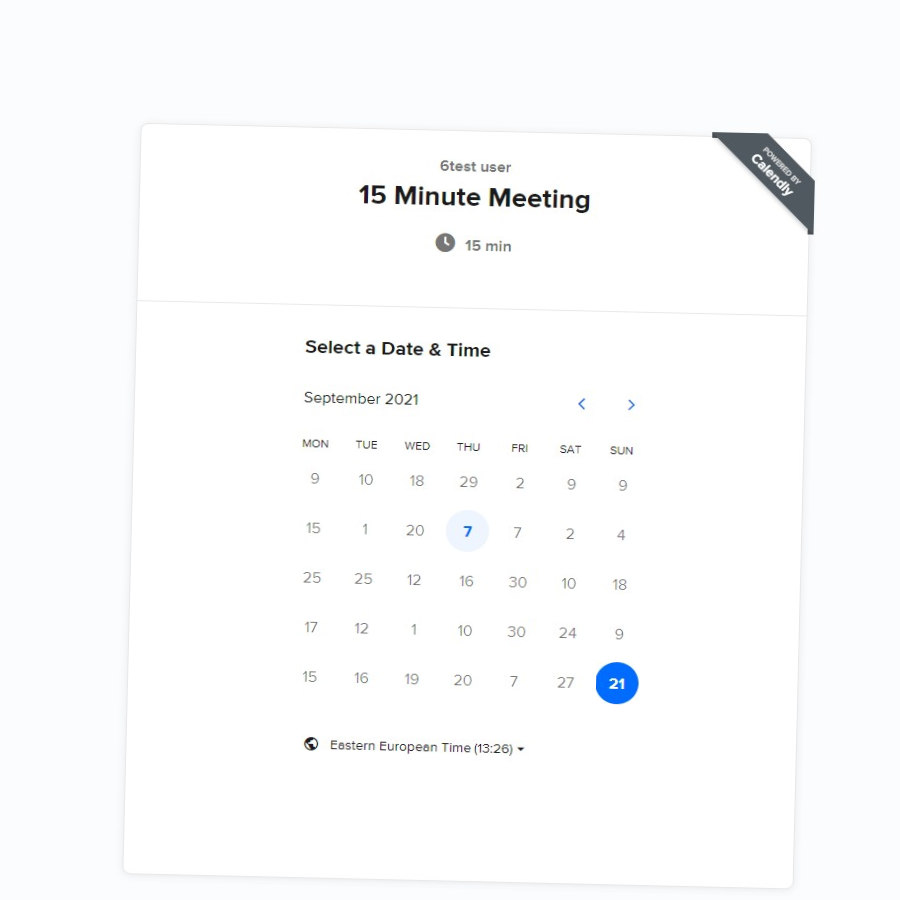 POWERED BY
Calendly
6test user
15 Minute Meeting
15 min
Select a Date & Time
September 2021
MON TUE WED THU FRI SAT SUN
9 10 18 29 2 9 9
15 1 20 7 7 2 4
25 25 12 16 30 10 18
17 12 1 10 30 24 9
15 16 19 20 7 27 21
Eastern European Time (13:26)